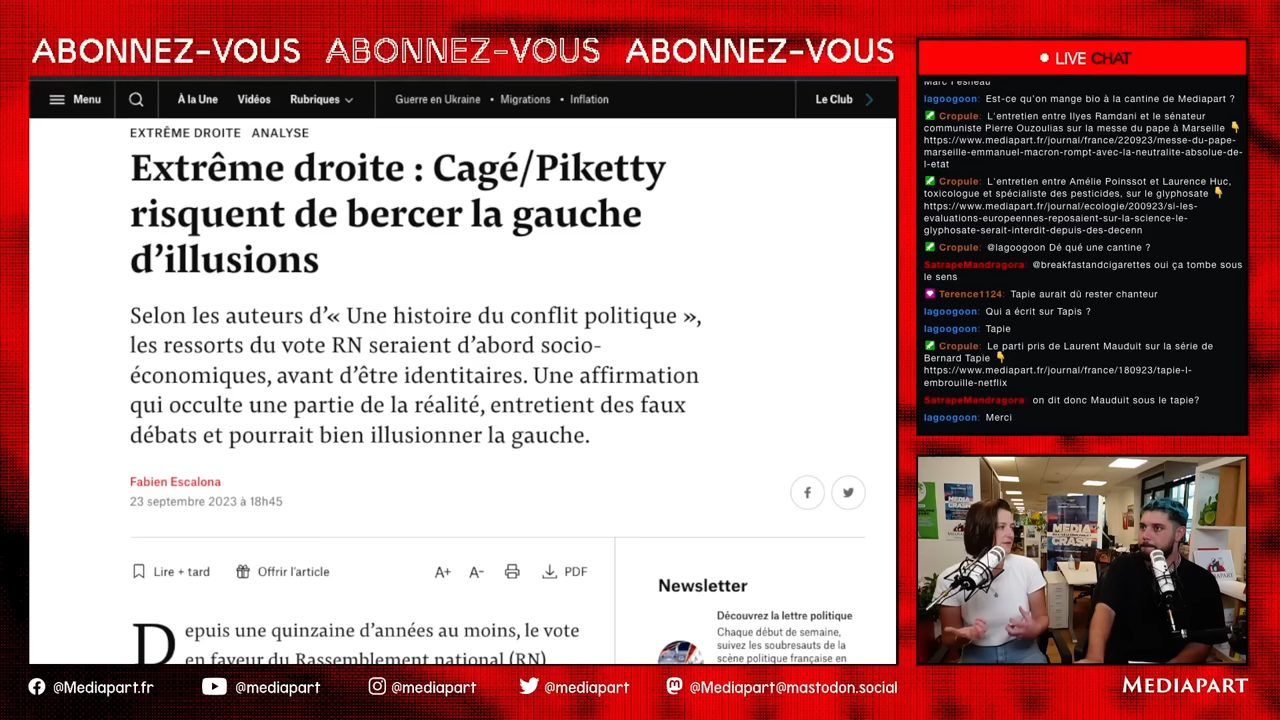 ABONNEZ-VOUS ABONNEZ-VOUS ABONNEZ-VOUS
Menu À la Une Vidéos Rubriques Guerre en Ukraine • Migrations • Inflation Le Club
EXTRÊME DROITE ANALYSE
Extrême droite : Cagé/Piketty
risquent de bercer la gauche
d’illusions
Selon les auteurs d’« Une histoire du conflit politique »,
les ressorts du vote RN seraient d’abord socio-
économiques, avant d’être identitaires. Une affirmation
qui occulte une partie de la réalité, entretient des faux
débats et pourrait bien illusionner la gauche.
Fabien Escalona
23 septembre 2023 à 18h45
Lire + tard Offrir l’article A+ A- PDF
Depuis une quinzaine d’années au moins, le vote
en faveur du Rassemblement national (RN)
Newsletter
Découvrez la lettre politique
Chaque début de semaine,
suivez les soubresauts de la
scène politique française en
LIVE CHAT
Marc Fesneau
lagoogoon: Est-ce qu’on mange bio à la cantine de Mediapart ?
Cropule: L’entretien entre Ilyes Ramdani et le sénateur
communiste Pierre Ouzoulias sur la messe du pape à Marseille 👇
https://www.mediapart.fr/journal/france/220923/messe-du-pape-
marseille-emmanuel-macron-rompt-avec-la-neutralite-absolue-de-
l-etat
Cropule: L’entretien entre Amélie Poinssot et Laurence Huc,
toxicologue et spécialiste des pesticides, sur le glyphosate 👇
https://www.mediapart.fr/journal/ecologie/200923/si-les-
evaluations-europeennes-reposaient-sur-la-science-le-
glyphosate-serait-interdit-depuis-des-decenn
Cropule: @lagoogoon Dé qué une cantine ?
SatrapeMandragora: @breakfastandcigarettes oui ça tombe sous
le sens
Terence1124: Tapie aurait dû rester chanteur
lagoogoon: Qui a écrit sur Tapis ?
lagoogoon: Tapie
Cropule: Le parti pris de Laurent Mauduit sur la série de
Bernard Tapie 👇
https://www.mediapart.fr/journal/france/180923/tapie-l-
embrouille-netflix
SatrapeMandragora: on dit donc Mauduit sous le tapie?
lagoogoon: Merci
MEDIA
CRASH
MEDIA
CRASH
@Mediapart.fr @mediapart @mediapart @mediapart @Mediapart@mastodon.social
MEDIAPART